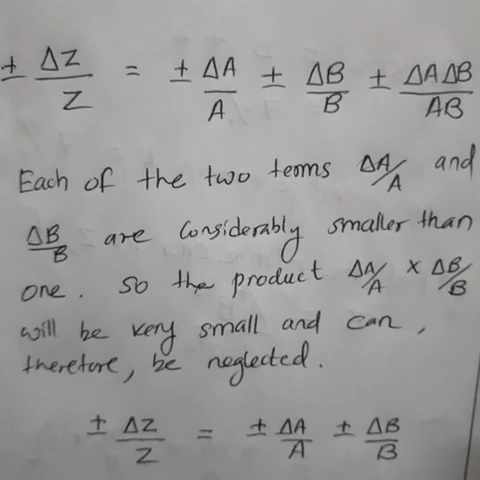 ± ΔZ/Z = ± ΔA/A ± ΔB/B ± ΔAΔB/AB
Each of the two terms ΔA/A and
ΔB/B are considerably smaller than
one. So the product ΔA/A × ΔB/B
will be very small and can,
therefore, be neglected.
± ΔZ/Z = ± ΔA/A ± ΔB/B